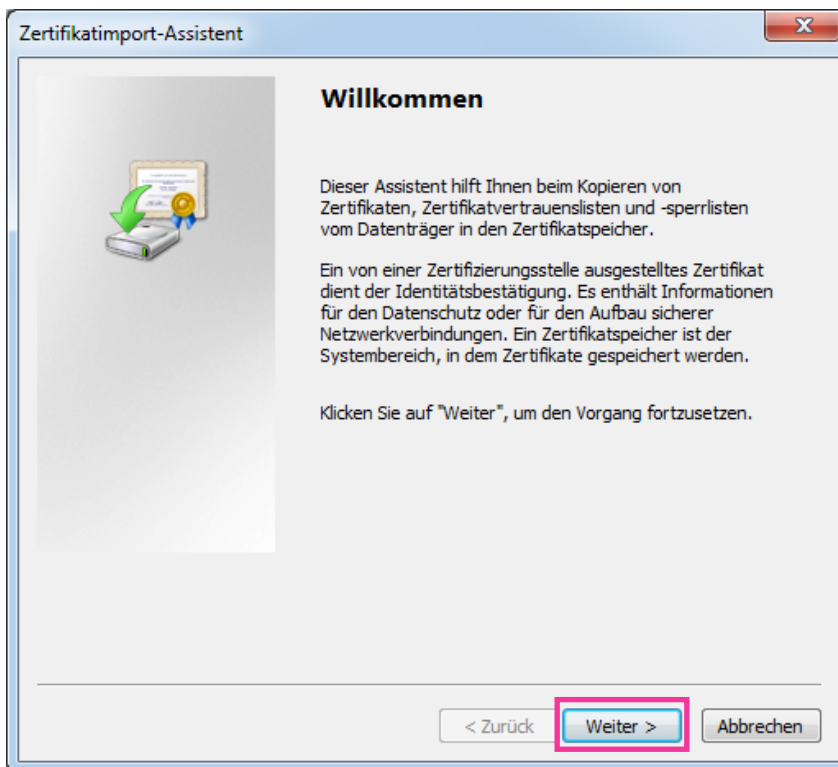 Zertifikatimport-Assistent
Willkommen
Dieser Assistent hilft Ihnen beim Kopieren von
Zertifikaten, Zertifikatvertrauenslisten und -sperrlisten
vom Datenträger in den Zertifikatspeicher.
Ein von einer Zertifizierungsstelle ausgestelltes Zertifikat
dient der Identitätsbestätigung. Es enthält Informationen
für den Datenschutz oder für den Aufbau sicherer
Netzwerkverbindungen. Ein Zertifikatspeicher ist der
Systembereich, in dem Zertifikate gespeichert werden.
Klicken Sie auf "Weiter", um den Vorgang fortzusetzen.
< Zurück Weiter > Abbrechen